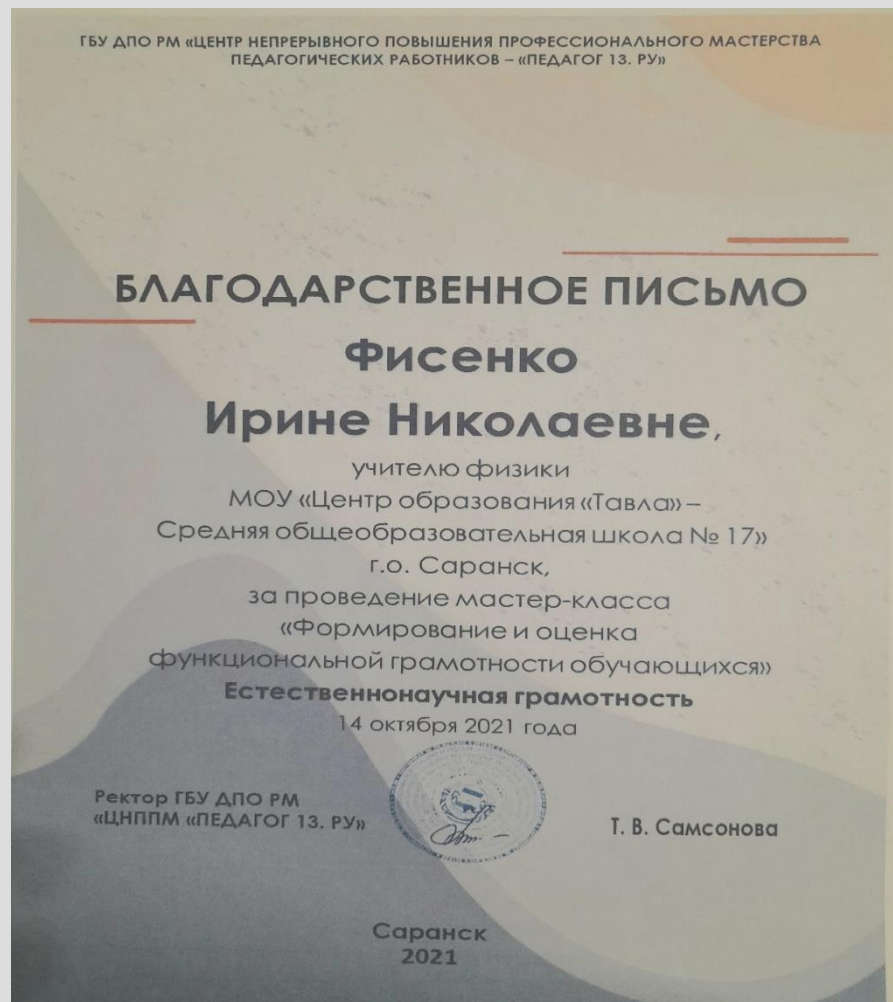 ГБУ ДПО РМ «ЦЕНТР НЕПРЕРЫВНОГО ПОВЫШЕНИЯ ПРОФЕССИОНАЛЬНОГО МАСТЕРСТВА
ПЕДАГОГИЧЕСКИХ РАБОТНИКОВ – «ПЕДАГОГ 13. РУ»
БЛАГОДАРСТВЕННОЕ ПИСЬМО
Фисенко
Ирине Николаевне,
учителю физики
МОУ «Центр образования «Тавла» –
Средняя общеобразовательная школа № 17»
г.о. Саранск,
за проведение мастер-класса
«Формирование и оценка
функциональной грамотности обучающихся»
Естественнонаучная грамотность
14 октября 2021 года
Ректор ГБУ ДПО РМ
«ЦНППМ «ПЕДАГОГ 13. РУ»
Т. В. Самсонова
Саранск
2021